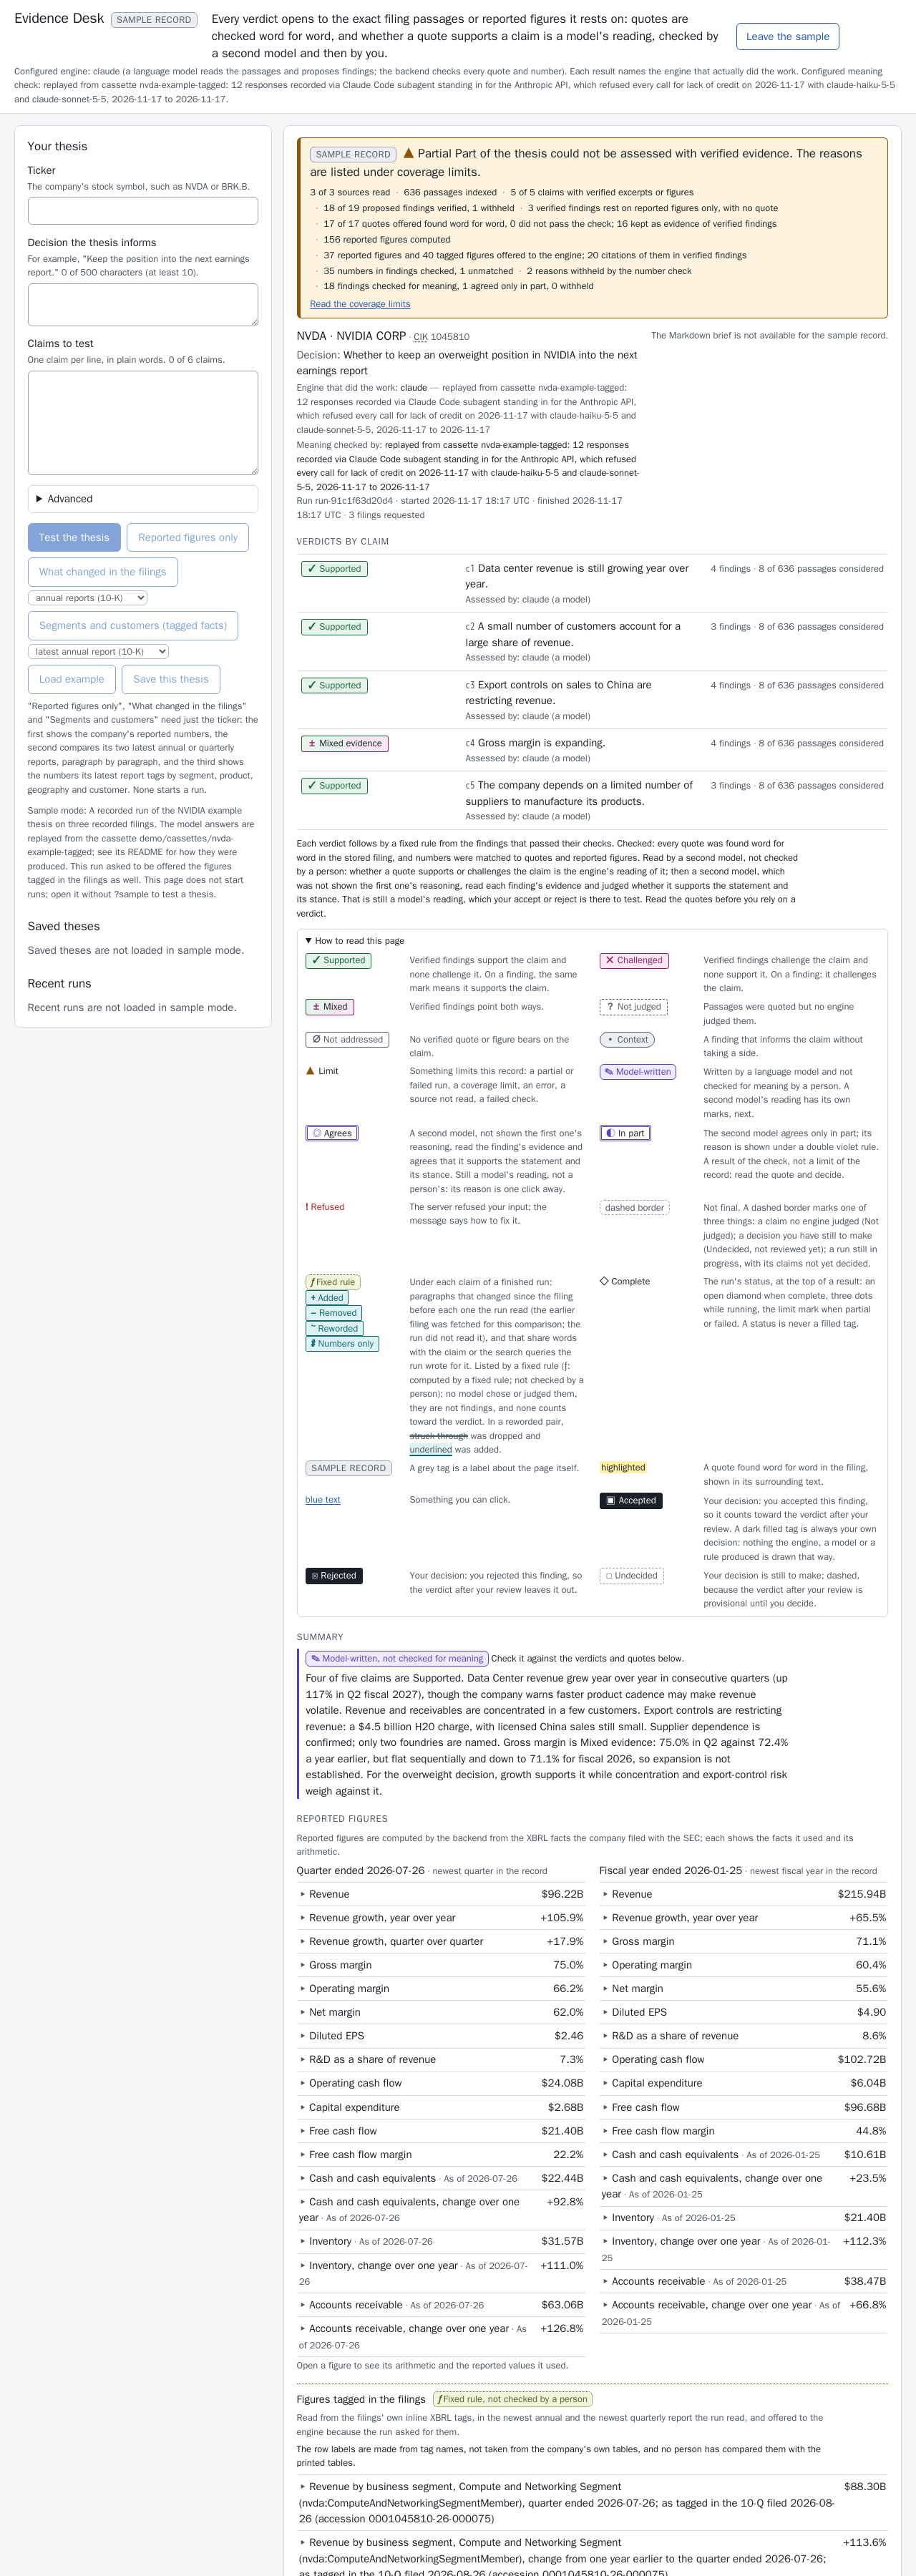 Evidence Desk SAMPLE RECORD
Every verdict opens to the exact filing passages or reported figures it rests on: quotes are
checked word for word, and whether a quote supports a claim is a model's reading, checked by
a second model and then by you.
Leave the sample
Configured engine: claude (a language model reads the passages and proposes findings; the backend checks every quote and number). Each result names the engine that actually did the work. Configured meaning
check: replayed from cassette nvda-example-tagged: 12 responses recorded via Claude Code subagent standing in for the Anthropic API, which refused every call for lack of credit on 2026-11-17 with claude-haiku-5-5
and claude-sonnet-5-5, 2026-11-17 to 2026-11-17.
Your thesis
Ticker
The company's stock symbol, such as NVDA or BRK.B.
Decision the thesis informs
For example, "Keep the position into the next earnings
report." 0 of 500 characters (at least 10).
Claims to test
One claim per line, in plain words. 0 of 6 claims.
▶ Advanced
Test the thesis
Reported figures only
What changed in the filings
annual reports (10-K)
Segments and customers (tagged facts)
latest annual report (10-K)
Load example
Save this thesis
"Reported figures only", "What changed in the filings"
and "Segments and customers" need just the ticker: the
first shows the company's reported numbers, the
second compares its two latest annual or quarterly
reports, paragraph by paragraph, and the third shows
the numbers its latest report tags by segment, product,
geography and customer. None starts a run.
Sample mode: A recorded run of the NVIDIA example
thesis on three recorded filings. The model answers are
replayed from the cassette demo/cassettes/nvda-
example-tagged; see its README for how they were
produced. This run asked to be offered the figures
tagged in the filings as well. This page does not start
runs; open it without ?sample to test a thesis.
Saved theses
Saved theses are not loaded in sample mode.
Recent runs
Recent runs are not loaded in sample mode.
SAMPLE RECORD ▲ Partial Part of the thesis could not be assessed with verified evidence. The reasons
are listed under coverage limits.
3 of 3 sources read · 636 passages indexed · 5 of 5 claims with verified excerpts or figures
· 18 of 19 proposed findings verified, 1 withheld · 3 verified findings rest on reported figures only, with no quote
· 17 of 17 quotes offered found word for word, 0 did not pass the check; 16 kept as evidence of verified findings
· 156 reported figures computed
· 37 reported figures and 40 tagged figures offered to the engine; 20 citations of them in verified findings
· 35 numbers in findings checked, 1 unmatched · 2 reasons withheld by the number check
· 18 findings checked for meaning, 1 agreed only in part, 0 withheld
Read the coverage limits
NVDA · NVIDIA CORP · CIK 1045810
The Markdown brief is not available for the sample record.
Decision: Whether to keep an overweight position in NVIDIA into the next
earnings report
Engine that did the work: claude — replayed from cassette nvda-example-tagged:
12 responses recorded via Claude Code subagent standing in for the Anthropic API,
which refused every call for lack of credit on 2026-11-17 with claude-haiku-5-5 and
claude-sonnet-5-5, 2026-11-17 to 2026-11-17
Meaning checked by: replayed from cassette nvda-example-tagged: 12 responses
recorded via Claude Code subagent standing in for the Anthropic API, which refused
every call for lack of credit on 2026-11-17 with claude-haiku-5-5 and claude-sonnet-
5-5, 2026-11-17 to 2026-11-17
Run run-91c1f63d20d4 · started 2026-11-17 18:17 UTC · finished 2026-11-17
18:17 UTC · 3 filings requested
VERDICTS BY CLAIM
✓ Supported
c1 Data center revenue is still growing year over
year.
Assessed by: claude (a model)
4 findings · 8 of 636 passages considered
✓ Supported
c2 A small number of customers account for a
large share of revenue.
Assessed by: claude (a model)
3 findings · 8 of 636 passages considered
✓ Supported
c3 Export controls on sales to China are
restricting revenue.
Assessed by: claude (a model)
4 findings · 8 of 636 passages considered
± Mixed evidence
c4 Gross margin is expanding.
Assessed by: claude (a model)
4 findings · 8 of 636 passages considered
✓ Supported
c5 The company depends on a limited number of
suppliers to manufacture its products.
Assessed by: claude (a model)
3 findings · 8 of 636 passages considered
Each verdict follows by a fixed rule from the findings that passed their checks. Checked: every quote was found word for
word in the stored filing, and numbers were matched to quotes and reported figures. Read by a second model, not checked
by a person: whether a quote supports or challenges the claim is the engine's reading of it; then a second model, which
was not shown the first one's reasoning, read each finding's evidence and judged whether it supports the statement and
its stance. That is still a model's reading, which your accept or reject is there to test. Read the quotes before you rely on a
verdict.
▼ How to read this page
✓ Supported
Verified findings support the claim and
none challenge it. On a finding, the same
mark means it supports the claim.
✕ Challenged
Verified findings challenge the claim and
none support it. On a finding: it challenges
the claim.
± Mixed
Verified findings point both ways.
? Not judged
Passages were quoted but no engine
judged them.
Ø Not addressed
No verified quote or figure bears on the
claim.
• Context
A finding that informs the claim without
taking a side.
▲ Limit
Something limits this record: a partial or
failed run, a coverage limit, an error, a
source not read, a failed check.
✎ Model-written
Written by a language model and not
checked for meaning by a person. A
second model's reading has its own
marks, next.
◎ Agrees
A second model, not shown the first one's
reasoning, read the finding's evidence and
agrees that it supports the statement and
its stance. Still a model's reading, not a
person's: its reason is one click away.
◐ In part
The second model agrees only in part; its
reason is shown under a double violet rule.
A result of the check, not a limit of the
record: read the quote and decide.
! Refused
The server refused your input; the
message says how to fix it.
dashed border
Not final. A dashed border marks one of
three things: a claim no engine judged (Not
judged); a decision you have still to make
(Undecided, not reviewed yet); a run still in
progress, with its claims not yet decided.
ƒ Fixed rule
+ Added
− Removed
~ Reworded
# Numbers only
Under each claim of a finished run:
paragraphs that changed since the filing
before each one the run read (the earlier
filing was fetched for this comparison; the
run did not read it), and that share words
with the claim or the search queries the
run wrote for it. Listed by a fixed rule (ƒ:
computed by a fixed rule; not checked by a
person); no model chose or judged them,
they are not findings, and none counts
toward the verdict. In a reworded pair,
struck through was dropped and
underlined was added.
◇ Complete
The run's status, at the top of a result: an
open diamond when complete, three dots
while running, the limit mark when partial
or failed. A status is never a filled tag.
SAMPLE RECORD
A grey tag is a label about the page itself.
highlighted
A quote found word for word in the filing,
shown in its surrounding text.
blue text
Something you can click.
▣ Accepted
Your decision: you accepted this finding,
so it counts toward the verdict after your
review. A dark filled tag is always your own
decision: nothing the engine, a model or a
rule produced is drawn that way.
☒ Rejected
Your decision: you rejected this finding, so
the verdict after your review leaves it out.
□ Undecided
Your decision is still to make; dashed,
because the verdict after your review is
provisional until you decide.
SUMMARY
✎ Model-written, not checked for meaning Check it against the verdicts and quotes below.
Four of five claims are Supported. Data Center revenue grew year over year in consecutive quarters (up
117% in Q2 fiscal 2027), though the company warns faster product cadence may make revenue
volatile. Revenue and receivables are concentrated in a few customers. Export controls are restricting
revenue: a $4.5 billion H20 charge, with licensed China sales still small. Supplier dependence is
confirmed; only two foundries are named. Gross margin is Mixed evidence: 75.0% in Q2 against 72.4%
a year earlier, but flat sequentially and down to 71.1% for fiscal 2026, so expansion is not
established. For the overweight decision, growth supports it while concentration and export-control risk
weigh against it.
REPORTED FIGURES
Reported figures are computed by the backend from the XBRL facts the company filed with the SEC; each shows the facts it used and its
arithmetic.
Quarter ended 2026-07-26 · newest quarter in the record
▸ Revenue $96.22B
▸ Revenue growth, year over year +105.9%
▸ Revenue growth, quarter over quarter +17.9%
▸ Gross margin 75.0%
▸ Operating margin 66.2%
▸ Net margin 62.0%
▸ Diluted EPS $2.46
▸ R&D as a share of revenue 7.3%
▸ Operating cash flow $24.08B
▸ Capital expenditure $2.68B
▸ Free cash flow $21.40B
▸ Free cash flow margin 22.2%
▸ Cash and cash equivalents · As of 2026-07-26 $22.44B
▸ Cash and cash equivalents, change over one +92.8%
year · As of 2026-07-26
▸ Inventory · As of 2026-07-26 $31.57B
▸ Inventory, change over one year · As of 2026-07- +111.0%
26
▸ Accounts receivable · As of 2026-07-26 $63.06B
▸ Accounts receivable, change over one year · As +126.8%
of 2026-07-26
Fiscal year ended 2026-01-25 · newest fiscal year in the record
▸ Revenue $215.94B
▸ Revenue growth, year over year +65.5%
▸ Gross margin 71.1%
▸ Operating margin 60.4%
▸ Net margin 55.6%
▸ Diluted EPS $4.90
▸ R&D as a share of revenue 8.6%
▸ Operating cash flow $102.72B
▸ Capital expenditure $6.04B
▸ Free cash flow $96.68B
▸ Free cash flow margin 44.8%
▸ Cash and cash equivalents · As of 2026-01-25 $10.61B
▸ Cash and cash equivalents, change over one +23.5%
year · As of 2026-01-25
▸ Inventory · As of 2026-01-25 $21.40B
▸ Inventory, change over one year · As of 2026-01- +112.3%
25
▸ Accounts receivable · As of 2026-01-25 $38.47B
▸ Accounts receivable, change over one year · As of +66.8%
2026-01-25
Open a figure to see its arithmetic and the reported values it used.
Figures tagged in the filings ƒ Fixed rule, not checked by a person
Read from the filings' own inline XBRL tags, in the newest annual and the newest quarterly report the run read, and offered to the
engine because the run asked for them.
The row labels are made from tag names, not taken from the company's own tables, and no person has compared them with the
printed tables.
▸ Revenue by business segment, Compute and Networking Segment $88.30B
(nvda:ComputeAndNetworkingSegmentMember), quarter ended 2026-07-26; as tagged in the 10-Q filed 2026-08-
26 (accession 0001045810-26-000075)
▸ Revenue by business segment, Compute and Networking Segment +113.6%
(nvda:ComputeAndNetworkingSegmentMember), change from one year earlier to the quarter ended 2026-07-26;
as tagged in the 10-Q filed 2026-08-26 (accession 0001045810-26-000075)